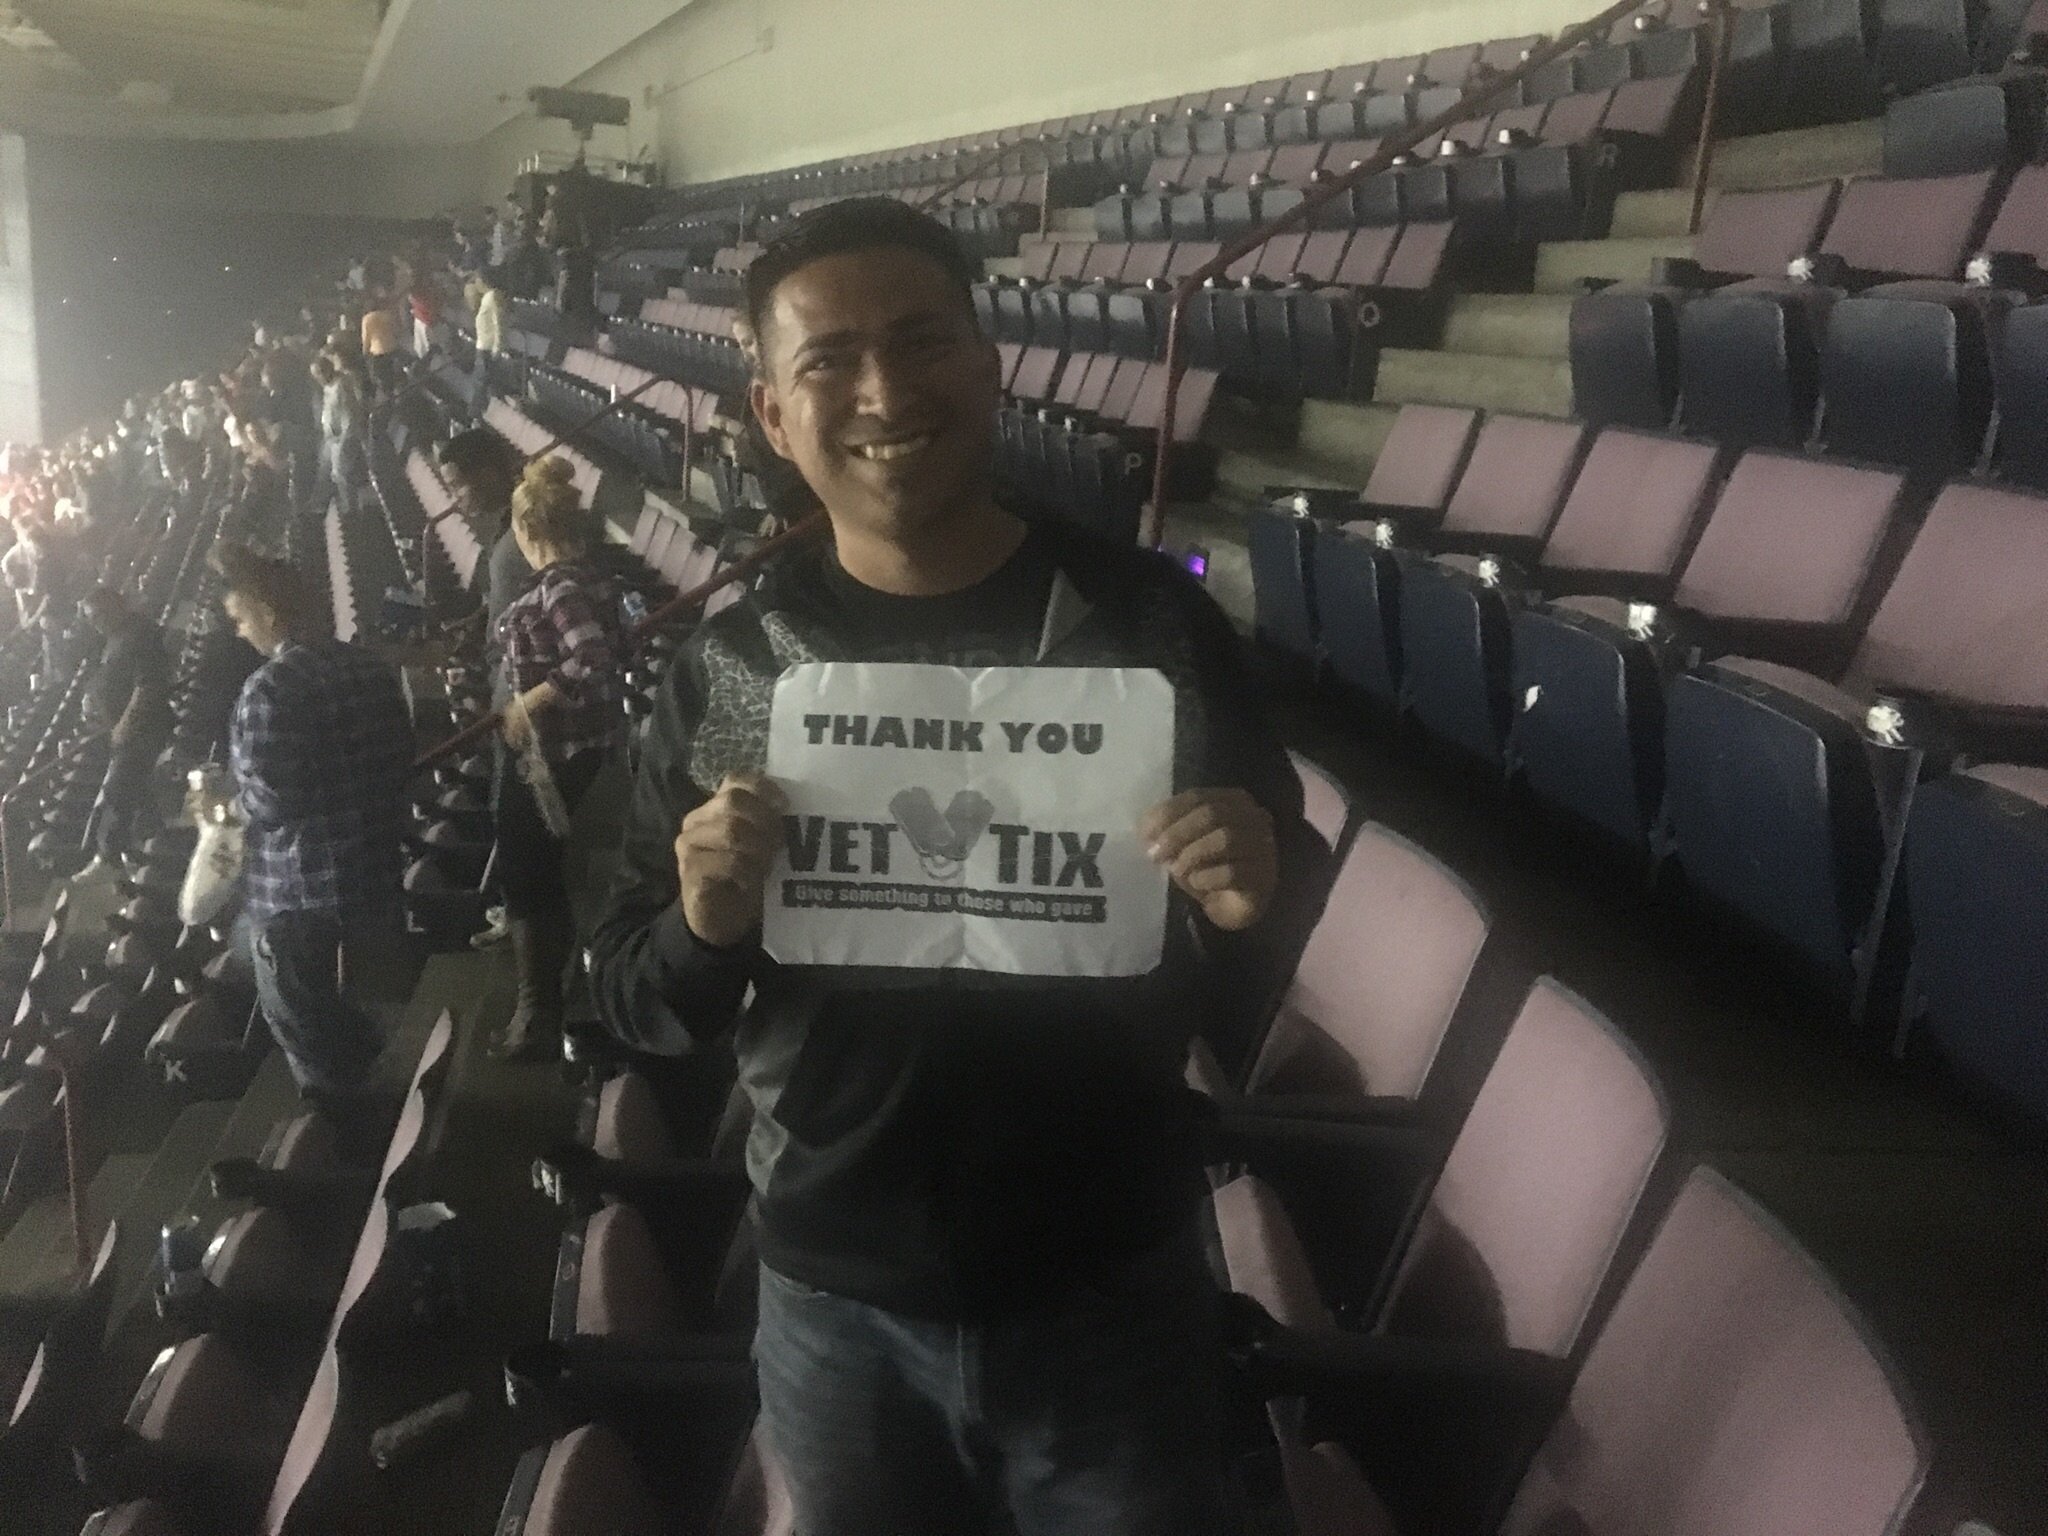 THANK YOU
VET TIX
Give something to those who gave
Q
P
K